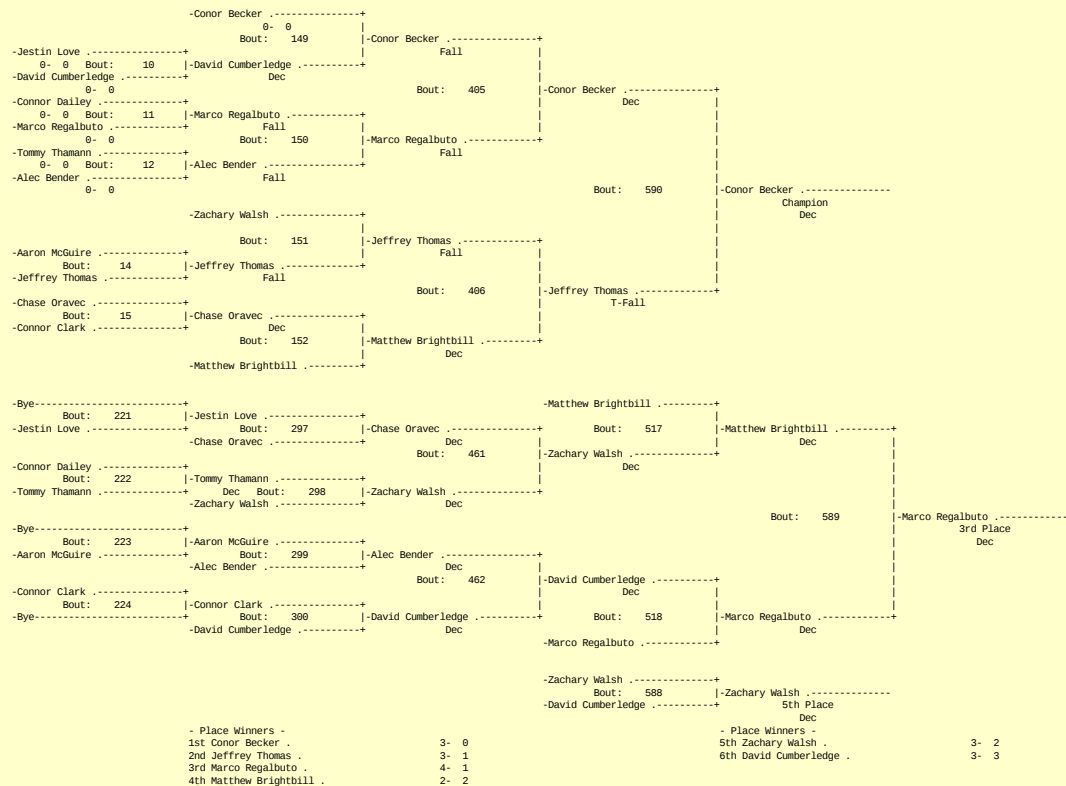 -Conor Becker .--------------+
0- 0 |
Bout: 149 |-Conor Becker .--------------+
-Jestin Love .---------------+ | Fall |
0- 0 Bout: 10 |-David Cumberledge .----------+ |
-David Cumberledge .----------+ Dec |
0- 0 Bout: 405 |-Conor Becker .--------------+
-Connor Dailey .--------------+ | Dec |
0- 0 Bout: 11 |-Marco Regalbuto .------------+ | |
-Marco Regalbuto .------------+ Fall | | |
0- 0 Bout: 150 |-Marco Regalbuto .------------+ |
-Tommy Thamann .--------------+ | Fall |
0- 0 Bout: 12 |-Alec Bender .---------------+ |
-Alec Bender .---------------+ Fall |
0- 0 Bout: 590 |-Conor Becker .--------------
| Champion
-Zachary Walsh .--------------+ | Dec
| |
Bout: 151 |-Jeffrey Thomas .-------------+ |
-Aaron McGuire .--------------+ | Fall | |
Bout: 14 |-Jeffrey Thomas .-------------+ | |
-Jeffrey Thomas .-------------+ Fall | |
Bout: 406 |-Jeffrey Thomas .-------------+
-Chase Oravec .---------------+ | T-Fall
Bout: 15 |-Chase Oravec .---------------+ |
-Connor Clark .---------------+ Dec | |
Bout: 152 |-Matthew Brightbill .---------+
| Dec
-Matthew Brightbill .---------+
-Bye-------------------------+ -Matthew Brightbill .---------+
Bout: 221 |-Jestin Love .---------------+ |
-Jestin Love .---------------+ Bout: 297 |-Chase Oravec .---------------+ Bout: 517 |-Matthew Brightbill .---------+
-Chase Oravec .---------------+ Dec | | Dec |
Bout: 461 |-Zachary Walsh .--------------+ |
-Connor Dailey .--------------+ | Dec |
Bout: 222 |-Tommy Thamann .--------------+ | |
-Tommy Thamann .--------------+ Dec Bout: 298 |-Zachary Walsh .--------------+ |
-Zachary Walsh .--------------+ Dec |
Bout: 589 |-Marco Regalbuto .------------
-Bye-------------------------+ | 3rd Place
Bout: 223 |-Aaron McGuire .--------------+ | Dec
-Aaron McGuire .--------------+ Bout: 299 |-Alec Bender .---------------+ |
-Alec Bender .---------------+ Dec | |
Bout: 462 |-David Cumberledge .----------+ |
-Connor Clark .---------------+ | Dec | |
Bout: 224 |-Connor Clark .---------------+ | | |
-Bye-------------------------+ Bout: 300 |-David Cumberledge .----------+ Bout: 518 |-Marco Regalbuto .------------+
-David Cumberledge .----------+ Dec | Dec
-Marco Regalbuto .------------+
-Zachary Walsh .--------------+
Bout: 588 |-Zachary Walsh .--------------
-David Cumberledge .----------+ 5th Place
Dec
- Place Winners - - Place Winners -
1st Conor Becker . 3- 0 5th Zachary Walsh . 3- 2
2nd Jeffrey Thomas . 3- 1 6th David Cumberledge . 3- 3
3rd Marco Regalbuto . 4- 1
4th Matthew Brightbill . 2- 2